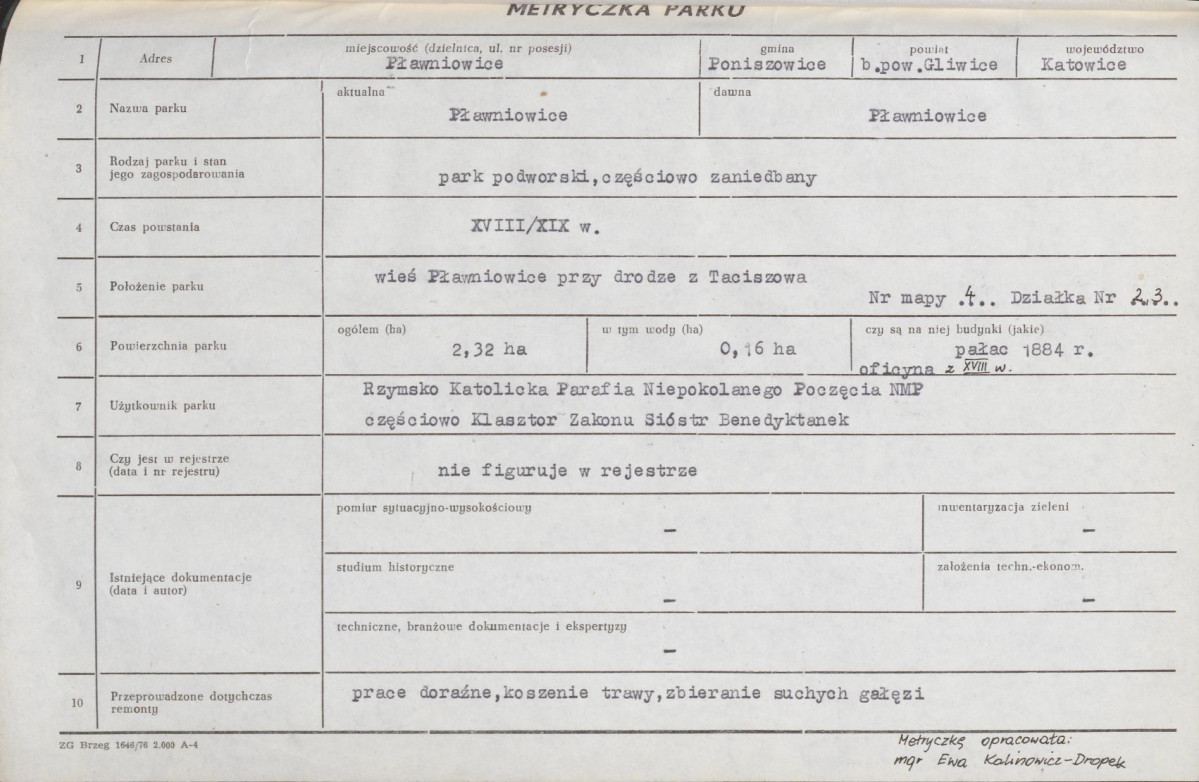 METRYCZKA PARKU
1 Adres miejscowość (dzielnica, ul. nr posesji) gmina powiat województwo
Pławniowice Poniszowice b.pow.Gliwice Katowice
2 Nazwa parku aktualna dawna
Pławniowice Pławniowice
3 Rodzaj parku i stan
jego zagospodarowania
park podworski,częściowo zaniedbany
4 Czas powstania XVIII/XIX w.
5 Położenie parku wieś Pławniowice przy drodze z Taciszowa
Nr mapy .4.. Działka Nr 2.3..
6 Powierzchnia parku ogólem (ha) w tym wody (ha) czy są na niej budynki (jakie)
2,32 ha 0,16 ha pałac 1884 r.
oficyna z XVIII w.
7 Użytkownik parku Rzymsko Katolicka Parafia Niepokolanego Poczęcia NMP
częściowo Klasztor Zakonu Sióstr Benedyktanek
8 Czy jest w rejestrze
(data i nr rejestru)
nie figuruje w rejestrze
9 Istniejące dokumentacje
(data i autor)
pomiar sytuacyjno-wysokościowy inwentaryzacja zieleni
– –
studium historyczne założenia techn.-ekonom.
– –
techniczne, branżowe dokumentacje i ekspertyzy
–
10 Przeprowadzone dotychczas
remonty
prace doraźne,koszenie trawy,zbieranie suchych gałęzi
ZG Brzeg 1646/76 2.000 A-4
Metryczkę opracowała:
mgr Ewa Kalinowicz-Dropek